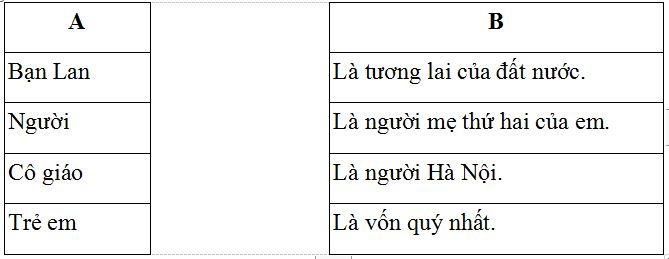 A B
Bạn Lan Là tương lai của đất nước.
Người Là người mẹ thứ hai của em.
Cô giáo Là người Hà Nội.
Trẻ em Là vốn quý nhất.